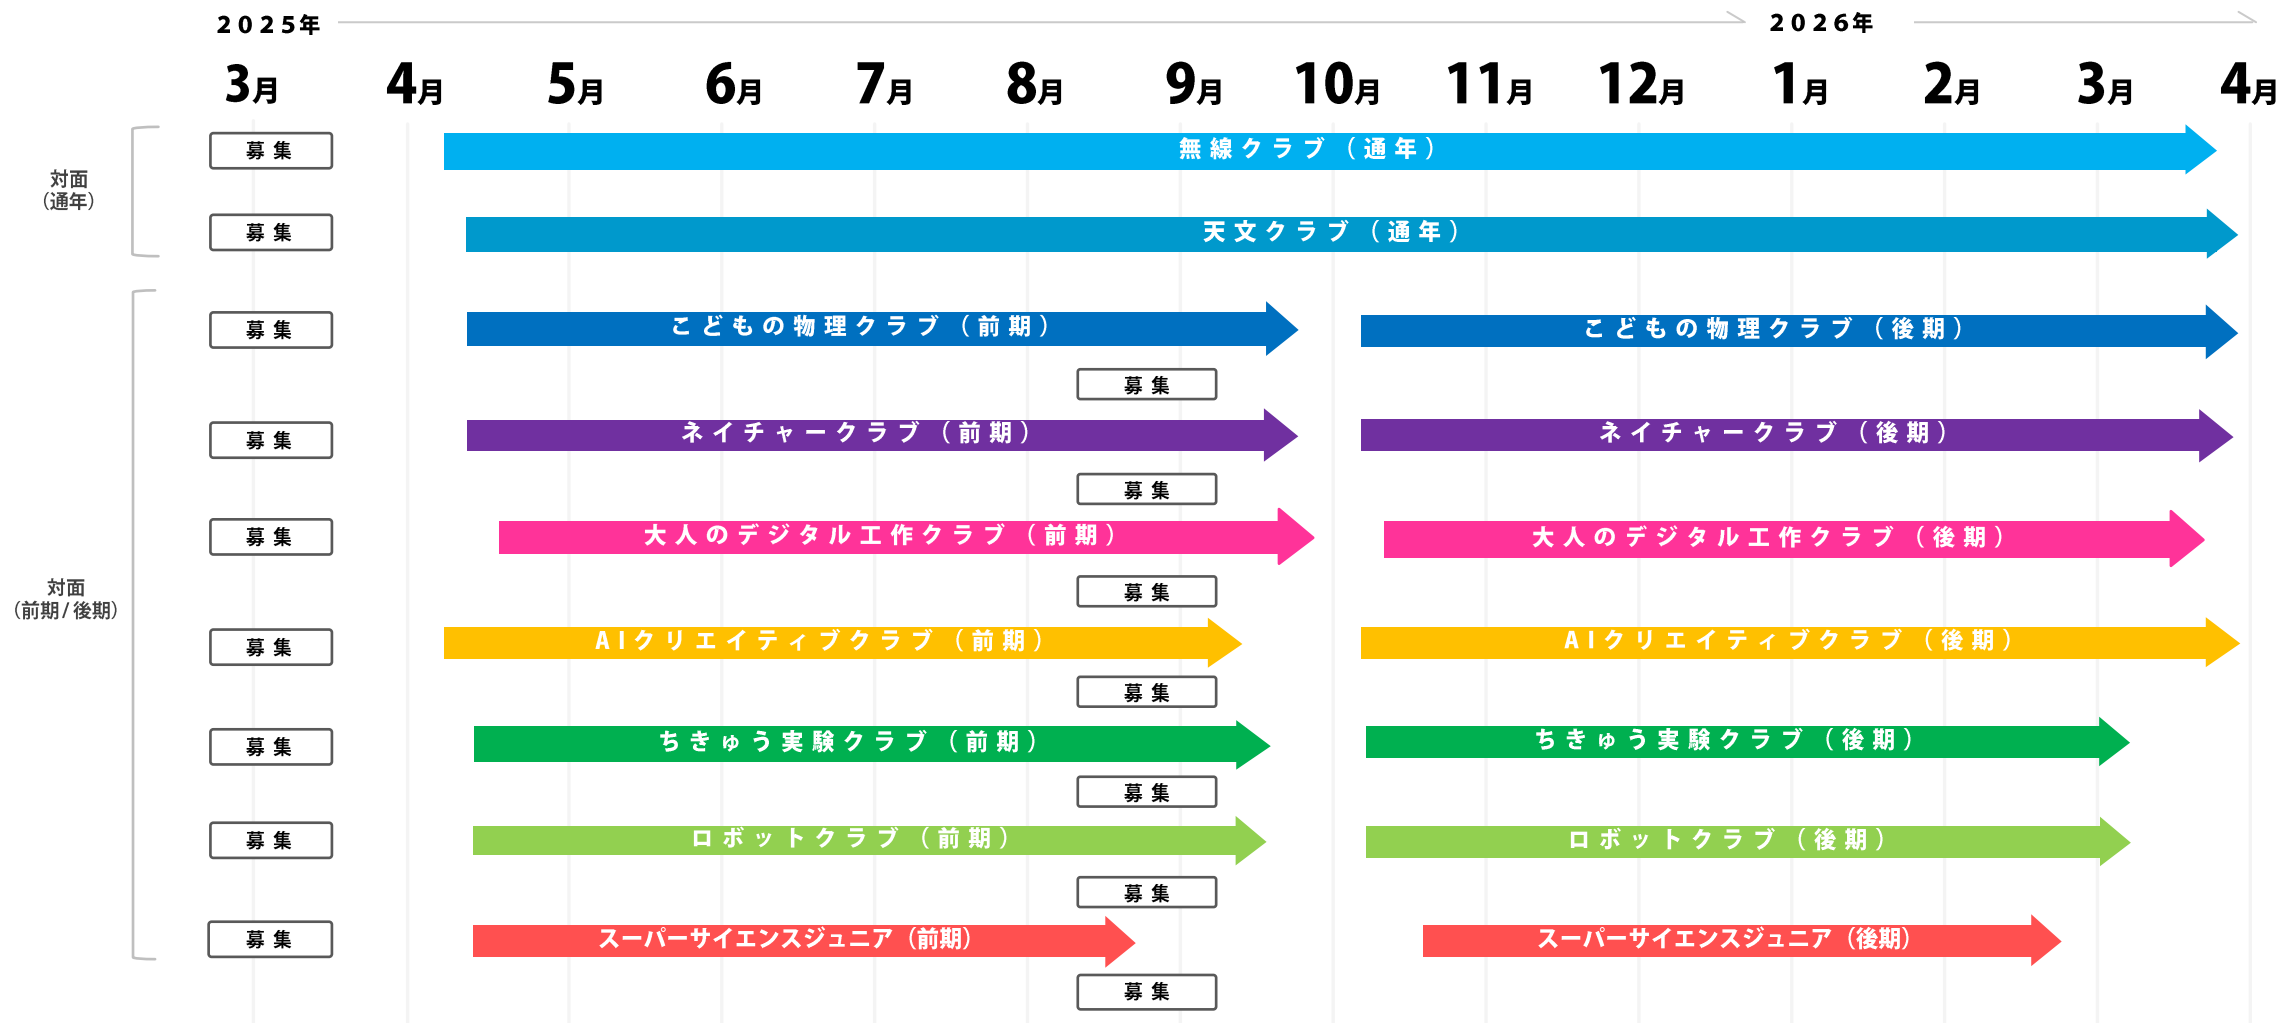 2025年
2026年
3月 4月 5月 6月 7月 8月 9月 10月 11月 12月 1月 2月 3月 4月
対面
（通年）
募集
無線クラブ（通年）
募集
天文クラブ（通年）
対面
（前期/後期）
募集
こどもの物理クラブ（前期）
こどもの物理クラブ（後期）
募集
募集
ネイチャークラブ（前期）
ネイチャークラブ（後期）
募集
募集
大人のデジタル工作クラブ（前期）
大人のデジタル工作クラブ（後期）
募集
募集
AIクリエイティブクラブ（前期）
AIクリエイティブクラブ（後期）
募集
募集
ちきゅう実験クラブ（前期）
ちきゅう実験クラブ（後期）
募集
募集
ロボットクラブ（前期）
ロボットクラブ（後期）
募集
募集
スーパーサイエンスジュニア（前期）
スーパーサイエンスジュニア（後期）
募集